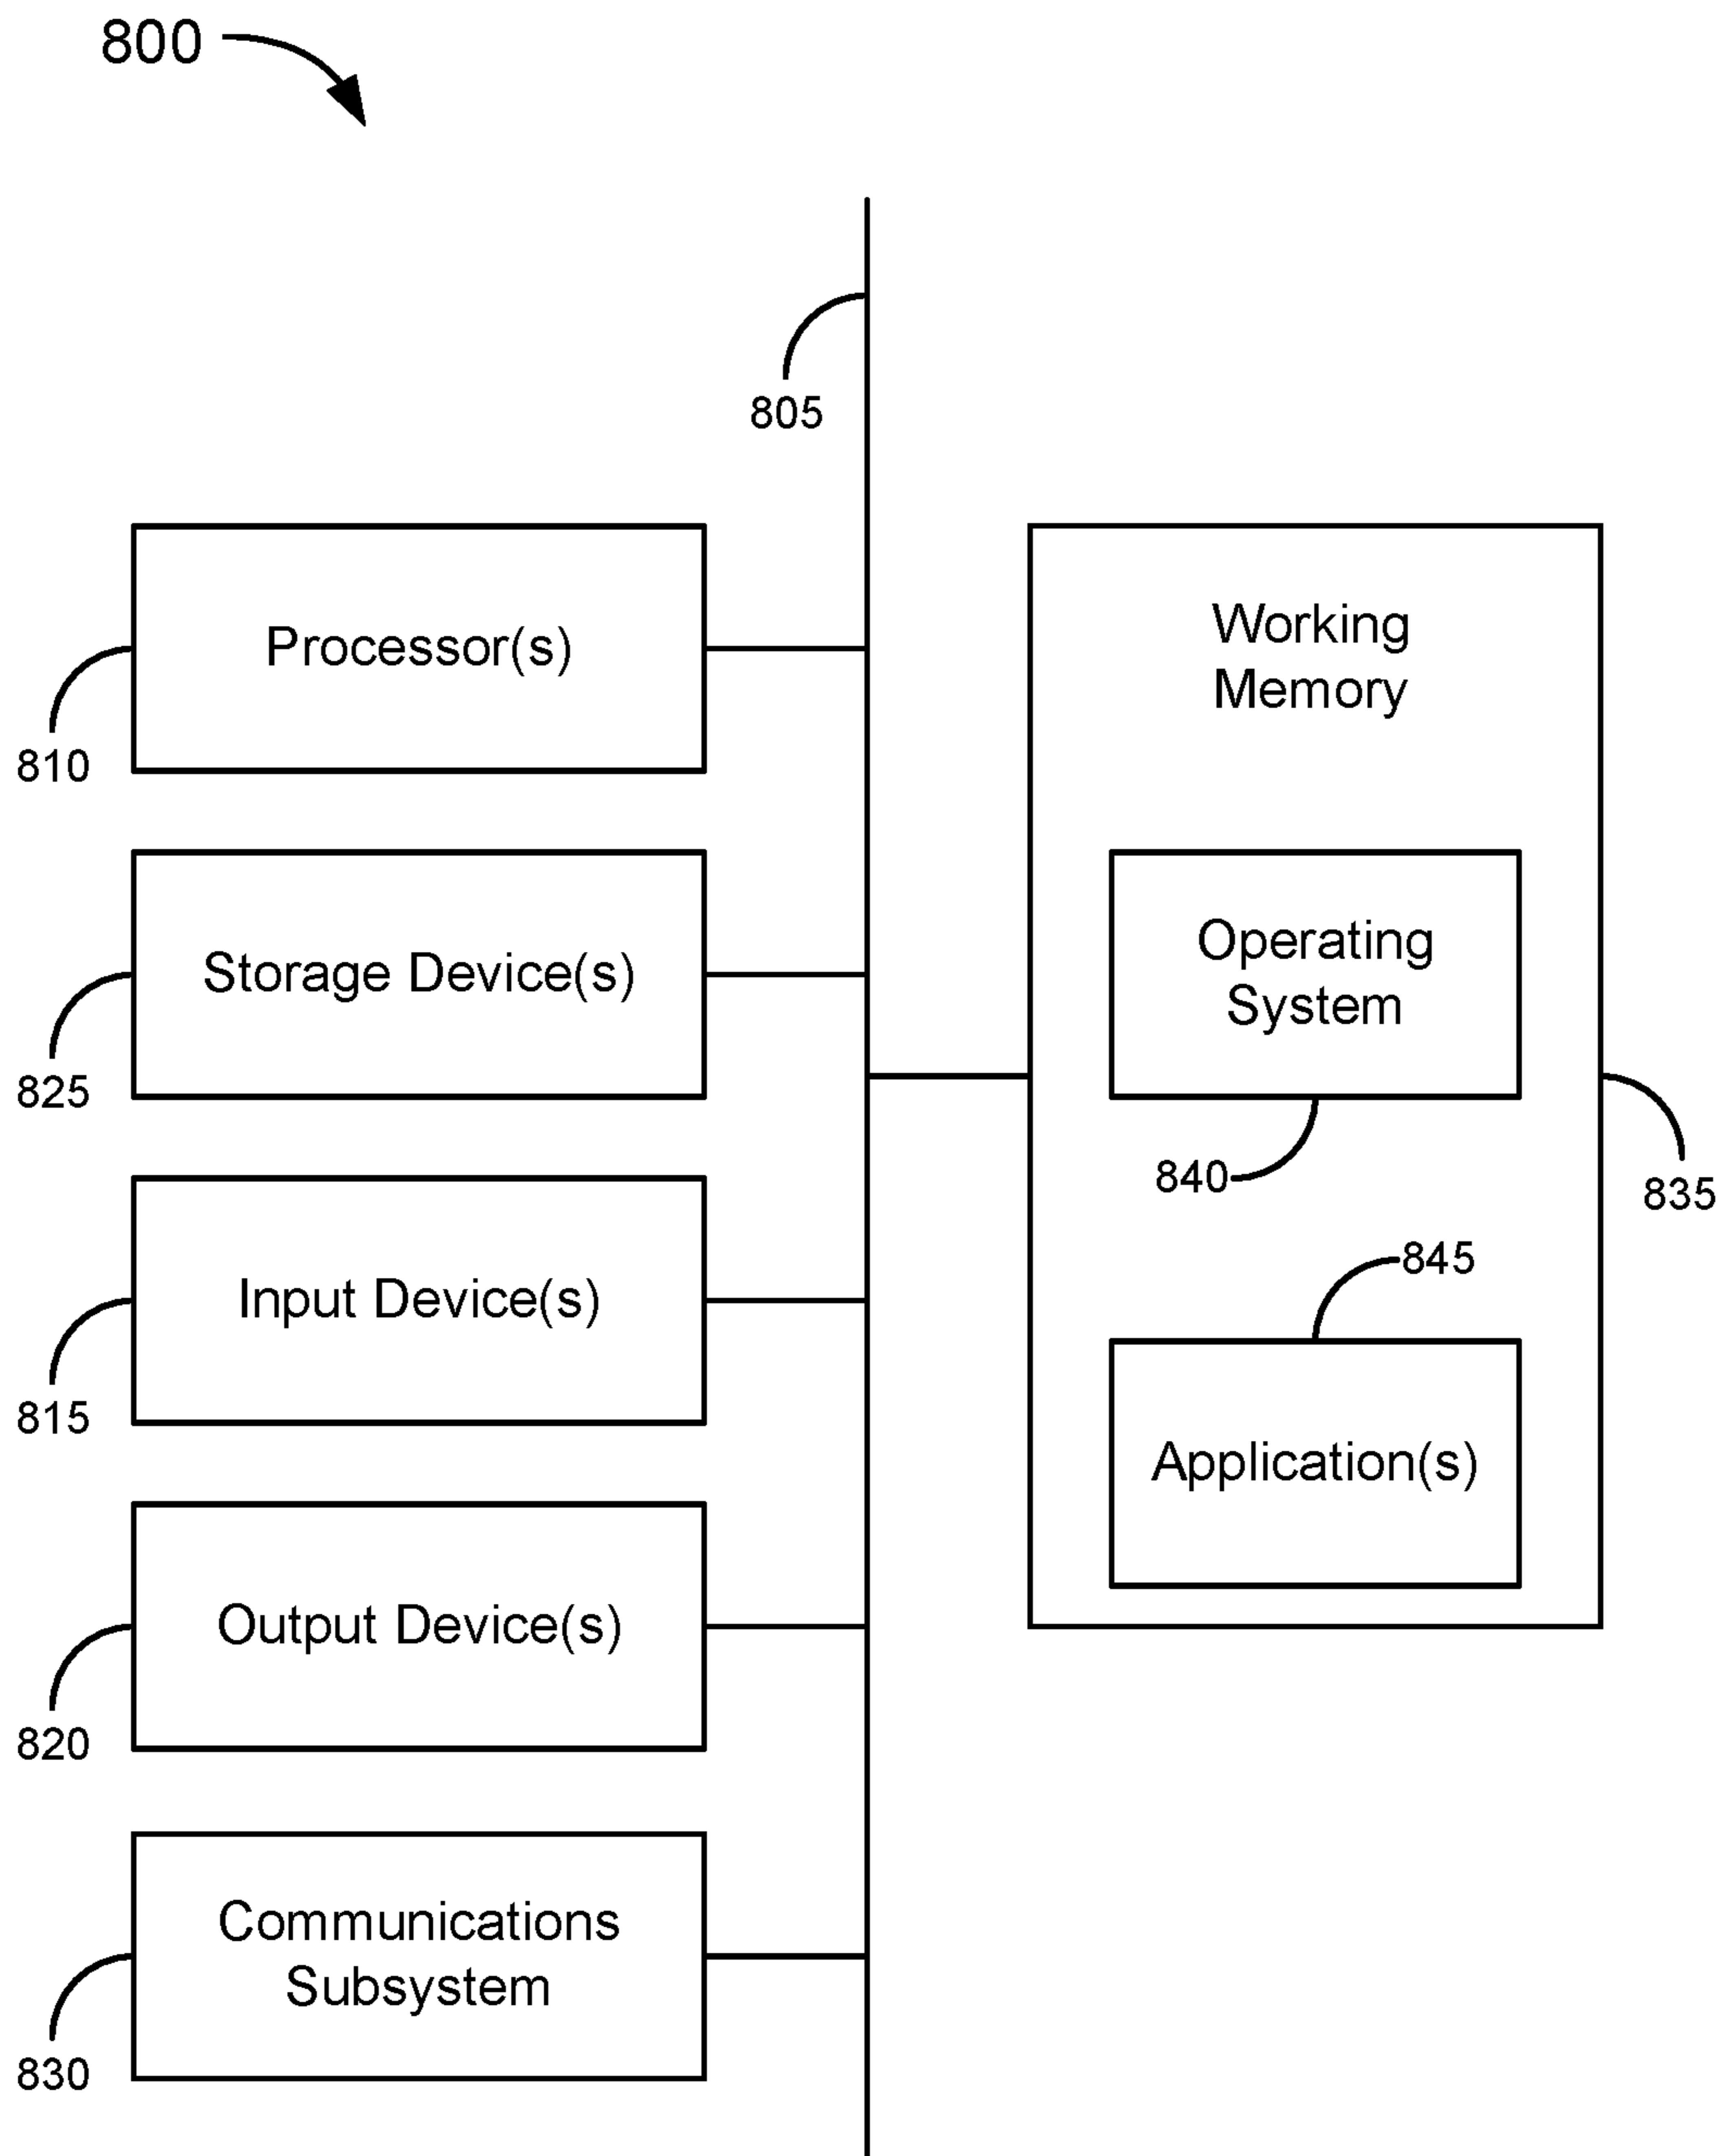 800
805
Processor(s)
810
Storage Device(s)
825
Input Device(s)
815
Output Device(s)
820
Communications
Subsystem
830
Working
Memory
Operating
System
840
835
845
Application(s)